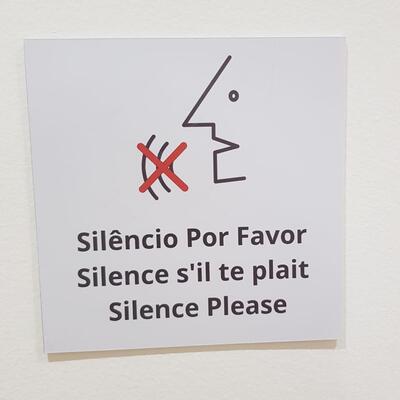 Silêncio Por Favor
Silence s'il te plait
Silence Please